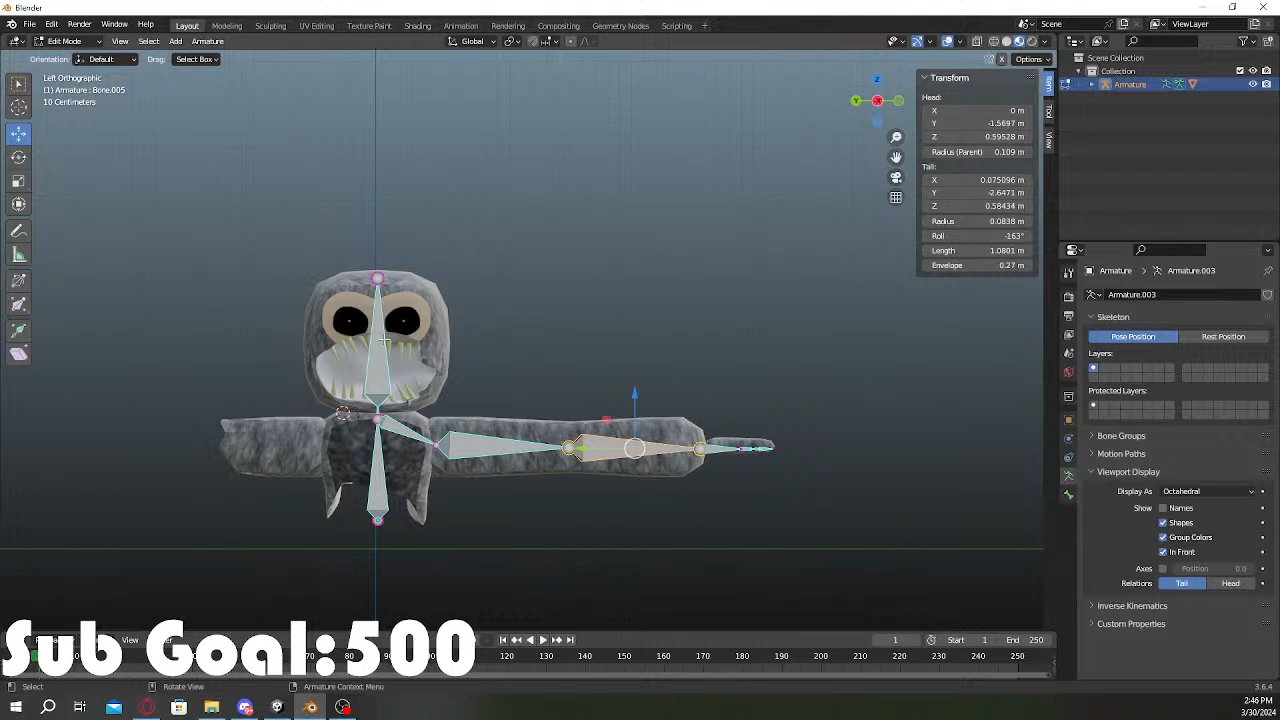 Blender
File Edit Render Window Help Layout Modeling Sculpting UV Editing Texture Paint Shading Animation Rendering Compositing Geometry Nodes Scripting + Scene ViewLayer
Edit Mode View Select Add Armature Global
Orientation: Default Drag: Select Box X Options
Left Orthographic
(1) Armature : Bone.005
10 Centimeters
Z
Y
X
Item
Tool
View
Transform
Head:
X 0 m
Y -1.5697 m
Z 0.59528 m
Radius (Parent) 0.109 m
Tail:
X 0.075096 m
Y -2.6471 m
Z 0.58434 m
Radius 0.0838 m
Roll -163°
Length 1.0801 m
Envelope 0.27 m
Scene Collection
Collection
Armature
Armature Armature.003
Armature.003
Skeleton
Pose Position Rest Position
Layers:
Protected Layers:
Bone Groups
Motion Paths
Viewport Display
Display As Octahedral
Show Names
Shapes
Group Colors
In Front
Axes Position 0.0
Relations Tail Head
Inverse Kinematics
Custom Properties
Sub Goal:500
View 1 Start 1 End 250
120 130 140 150 160 170 180 190 200 210 220 230 240 250
Select Rotate View Armature Context Menu 3.6.4
2:46 PM
3/30/2024